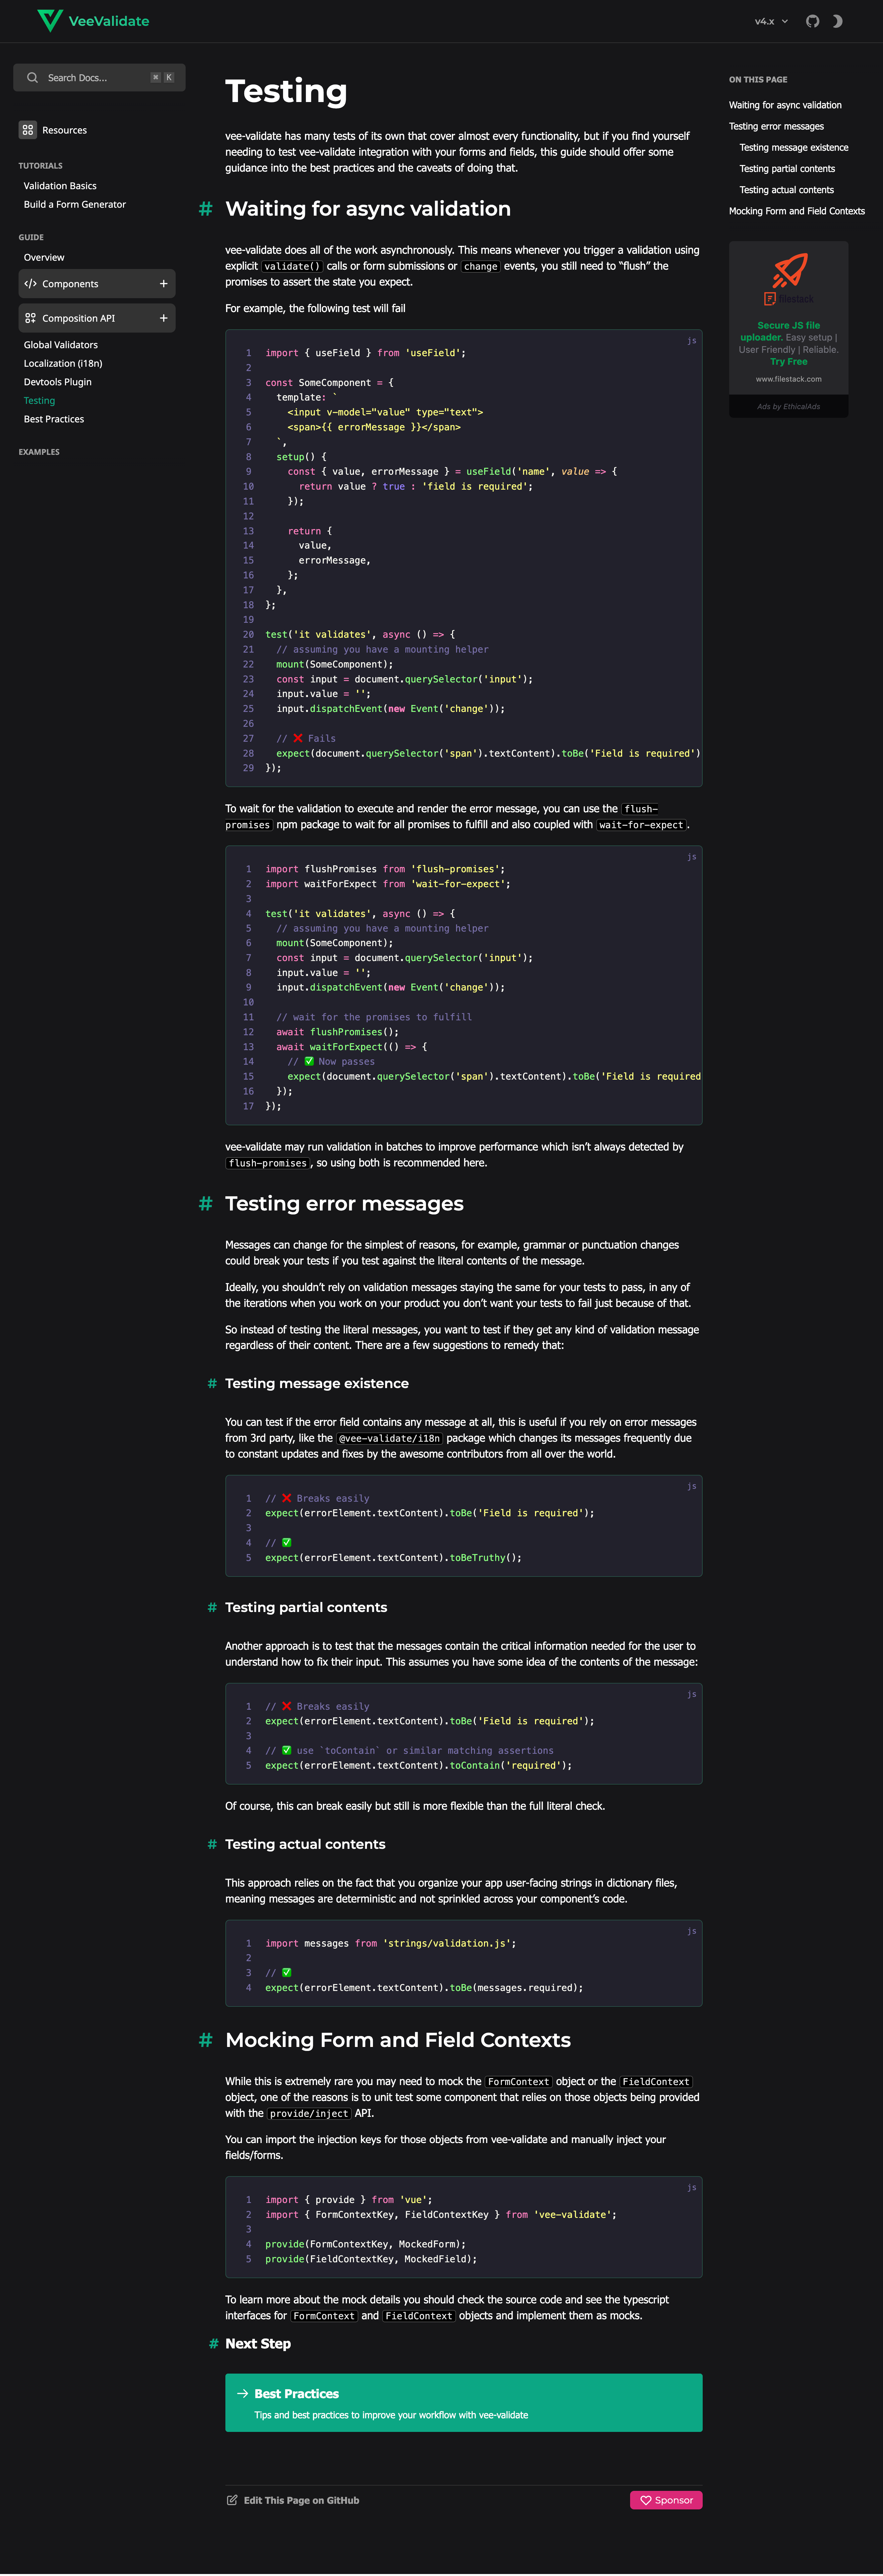 VeeValidate
v4.x
Search Docs...
⌘ K
Resources
TUTORIALS
Validation Basics
Build a Form Generator
GUIDE
Overview
Components
Composition API
Global Validators
Localization (i18n)
Devtools Plugin
Testing
Best Practices
EXAMPLES
Testing
vee-validate has many tests of its own that cover almost every functionality, but if you find yourself
needing to test vee-validate integration with your forms and fields, this guide should offer some
guidance into the best practices and the caveats of doing that.
# Waiting for async validation
vee-validate does all of the work asynchronously. This means whenever you trigger a validation using
explicit validate() calls or form submissions or change events, you still need to “flush” the
promises to assert the state you expect.
For example, the following test will fail
js
1 import { useField } from 'useField';
2
3 const SomeComponent = {
4   template: `
5     <input v-model="value" type="text">
6     <span>{{ errorMessage }}</span>
7   `,
8   setup() {
9     const { value, errorMessage } = useField('name', value => {
10       return value ? true : 'field is required';
11     });
12
13     return {
14       value,
15       errorMessage,
16     };
17   },
18 };
19
20 test('it validates', async () => {
21   // assuming you have a mounting helper
22   mount(SomeComponent);
23   const input = document.querySelector('input');
24   input.value = '';
25   input.dispatchEvent(new Event('change'));
26
27   // ❌ Fails
28   expect(document.querySelector('span').textContent).toBe('Field is required')
29 });
To wait for the validation to execute and render the error message, you can use the flush-
promises npm package to wait for all promises to fulfill and also coupled with wait-for-expect.
js
1 import flushPromises from 'flush-promises';
2 import waitForExpect from 'wait-for-expect';
3
4 test('it validates', async () => {
5   // assuming you have a mounting helper
6   mount(SomeComponent);
7   const input = document.querySelector('input');
8   input.value = '';
9   input.dispatchEvent(new Event('change'));
10
11   // wait for the promises to fulfill
12   await flushPromises();
13   await waitForExpect(() => {
14     // ✅ Now passes
15     expect(document.querySelector('span').textContent).toBe('Field is required
16   });
17 });
vee-validate may run validation in batches to improve performance which isn’t always detected by
flush-promises, so using both is recommended here.
# Testing error messages
Messages can change for the simplest of reasons, for example, grammar or punctuation changes
could break your tests if you test against the literal contents of the message.
Ideally, you shouldn’t rely on validation messages staying the same for your tests to pass, in any of
the iterations when you work on your product you don’t want your tests to fail just because of that.
So instead of testing the literal messages, you want to test if they get any kind of validation message
regardless of their content. There are a few suggestions to remedy that:
# Testing message existence
You can test if the error field contains any message at all, this is useful if you rely on error messages
from 3rd party, like the @vee-validate/i18n package which changes its messages frequently due
to constant updates and fixes by the awesome contributors from all over the world.
js
1 // ❌ Breaks easily
2 expect(errorElement.textContent).toBe('Field is required');
3
4 // ✅
5 expect(errorElement.textContent).toBeTruthy();
# Testing partial contents
Another approach is to test that the messages contain the critical information needed for the user to
understand how to fix their input. This assumes you have some idea of the contents of the message:
js
1 // ❌ Breaks easily
2 expect(errorElement.textContent).toBe('Field is required');
3
4 // ✅ use `toContain` or similar matching assertions
5 expect(errorElement.textContent).toContain('required');
Of course, this can break easily but still is more flexible than the full literal check.
# Testing actual contents
This approach relies on the fact that you organize your app user-facing strings in dictionary files,
meaning messages are deterministic and not sprinkled across your component’s code.
js
1 import messages from 'strings/validation.js';
2
3 // ✅
4 expect(errorElement.textContent).toBe(messages.required);
# Mocking Form and Field Contexts
While this is extremely rare you may need to mock the FormContext object or the FieldContext
object, one of the reasons is to unit test some component that relies on those objects being provided
with the provide/inject API.
You can import the injection keys for those objects from vee-validate and manually inject your
fields/forms.
js
1 import { provide } from 'vue';
2 import { FormContextKey, FieldContextKey } from 'vee-validate';
3
4 provide(FormContextKey, MockedForm);
5 provide(FieldContextKey, MockedField);
To learn more about the mock details you should check the source code and see the typescript
interfaces for FormContext and FieldContext objects and implement them as mocks.
# Next Step
Best Practices
Tips and best practices to improve your workflow with vee-validate
Edit This Page on GitHub
Sponsor
ON THIS PAGE
Waiting for async validation
Testing error messages
Testing message existence
Testing partial contents
Testing actual contents
Mocking Form and Field Contexts
filestack
Secure JS file
uploader. Easy setup |
User Friendly | Reliable.
Try Free
www.filestack.com
Ads by EthicalAds